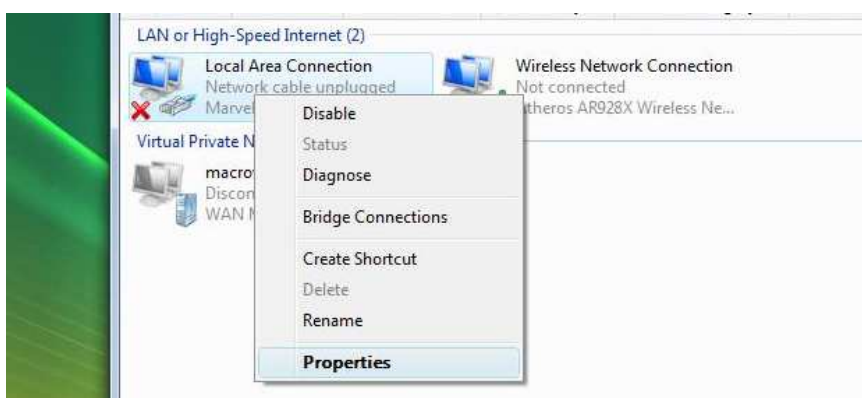 LAN or High-Speed Internet (2)
Local Area Connection
Network cable unplugged
Marvel
Wireless Network Connection
Not connected
AR928X Wireless Ne...
Disable
Status
Diagnose
Bridge Connections
Create Shortcut
Delete
Rename
Properties
Virtual Private N
macro
Discon
WAN